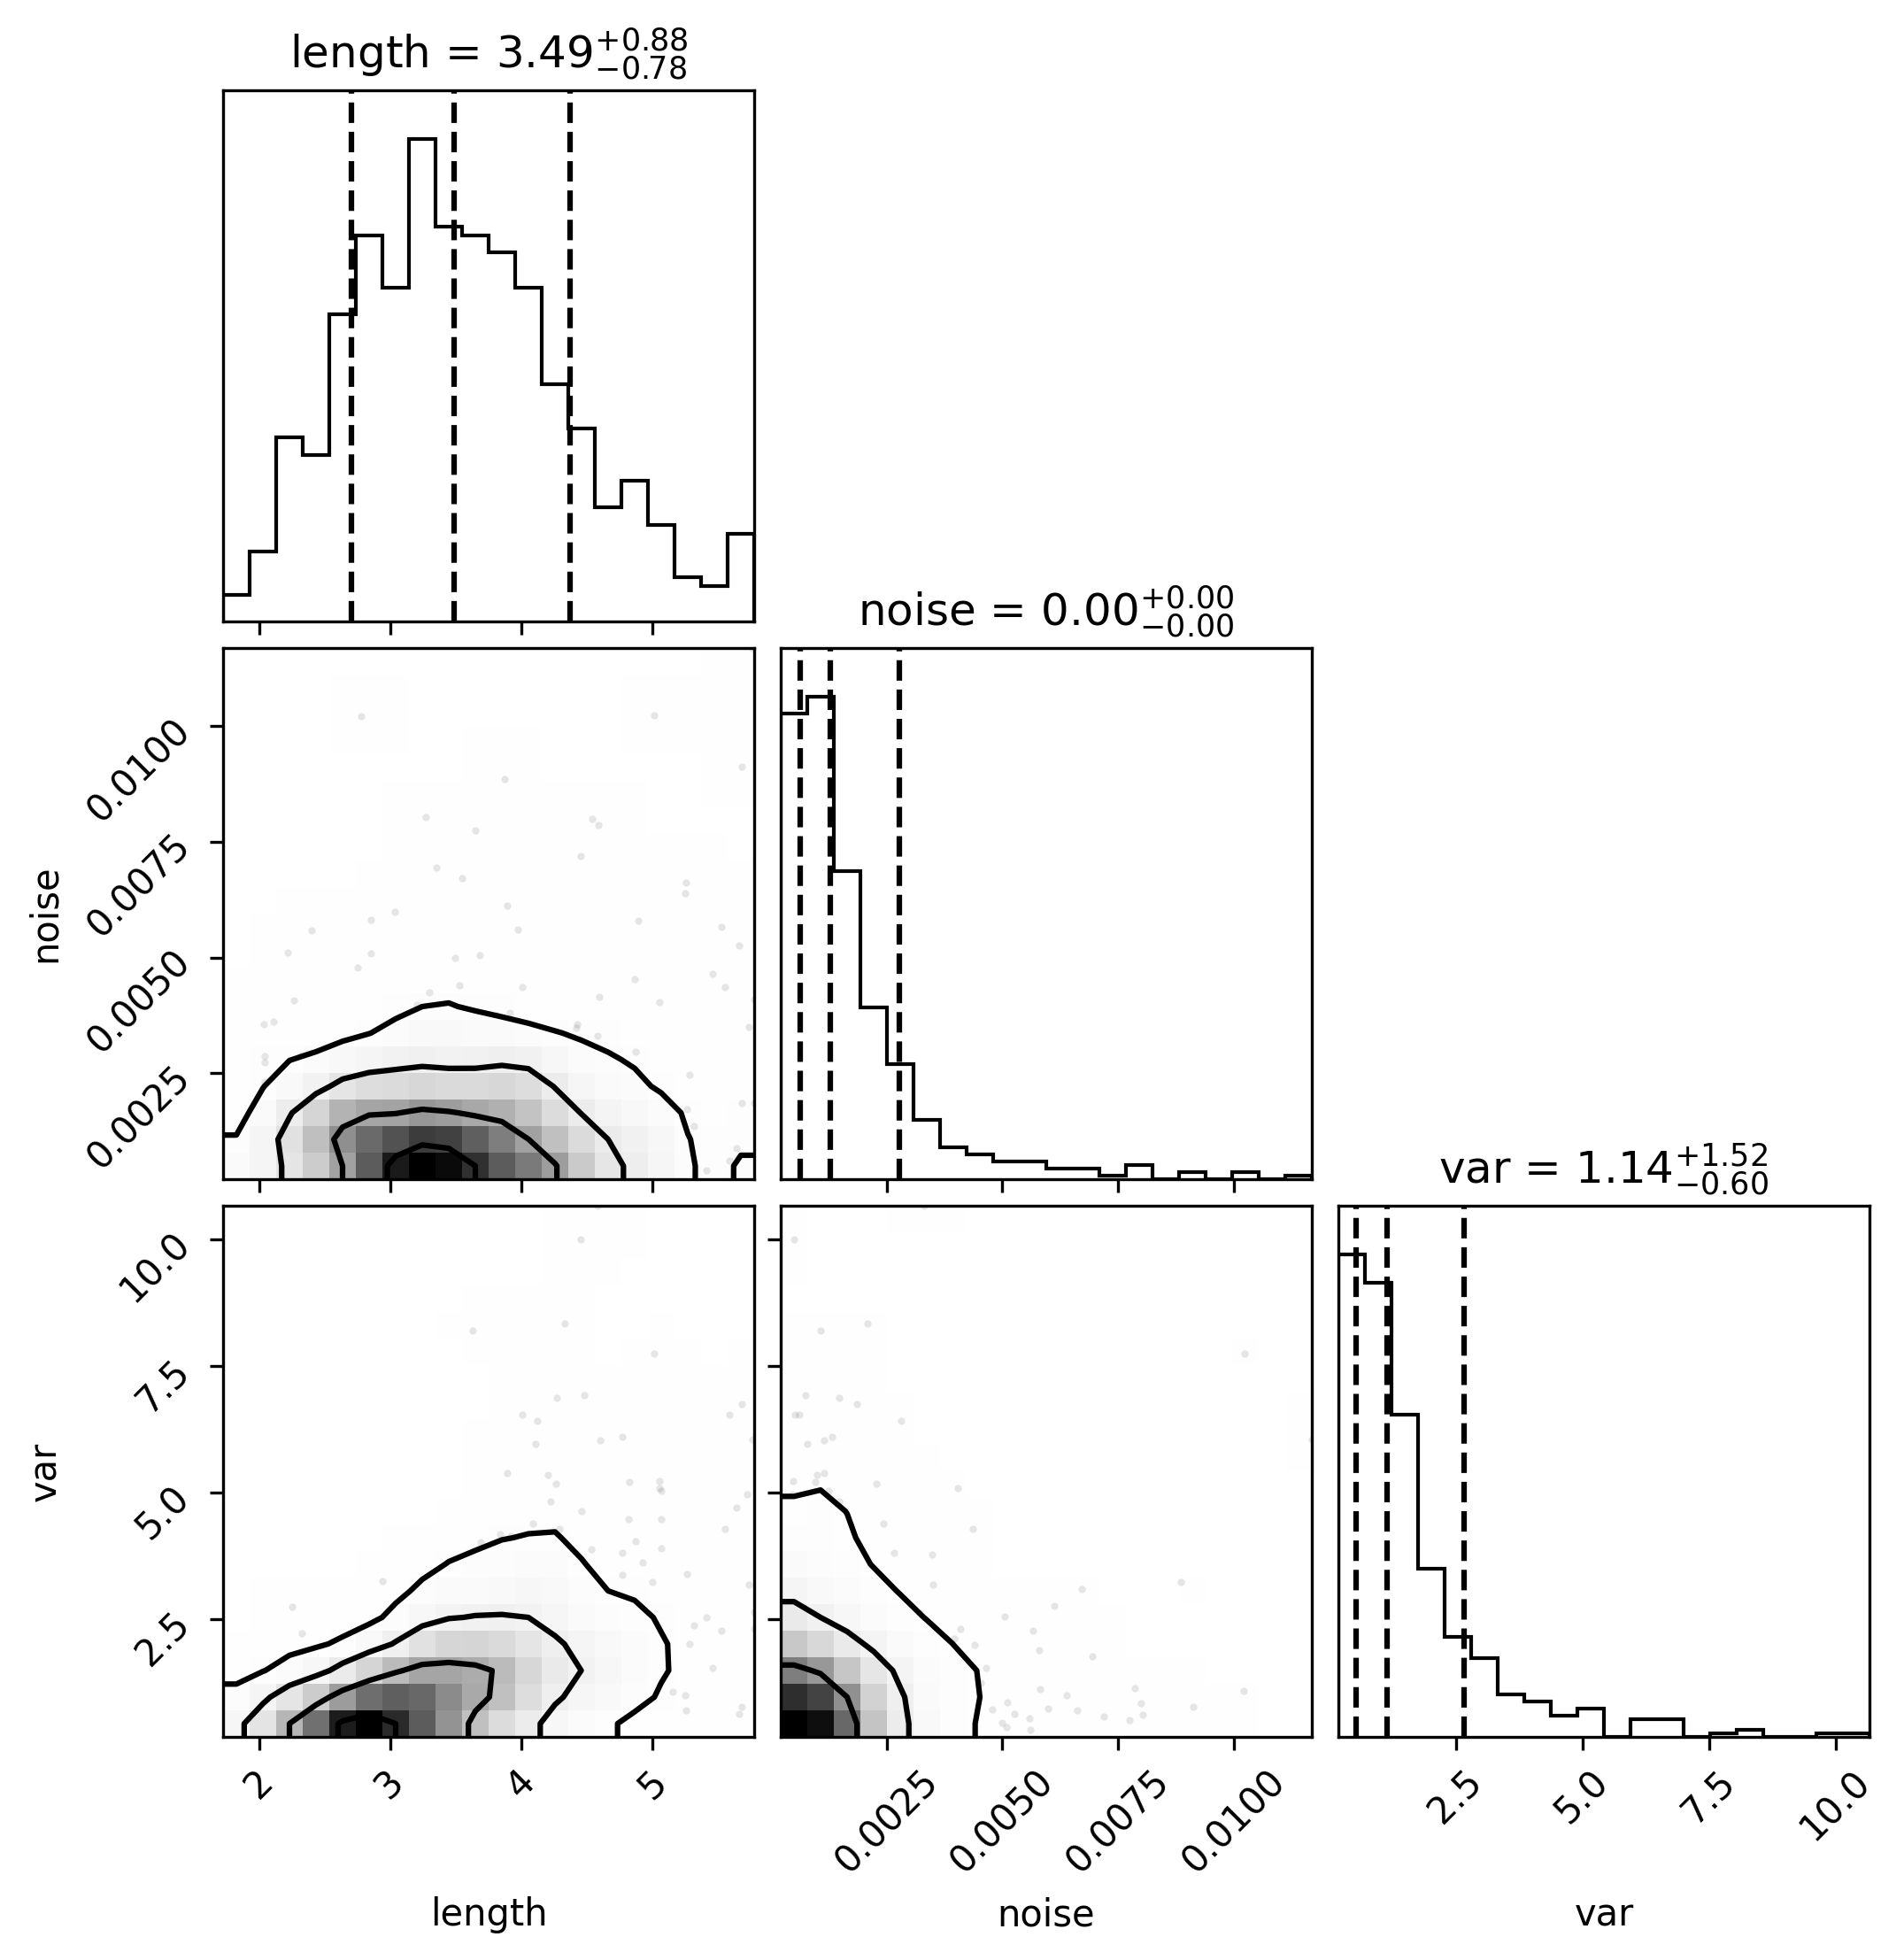 length = 3.49+0.88−0.78
noise = 0.00+0.00−0.00
0.0100
0.0075
0.0050
0.0025
noise
var = 1.14+1.52−0.60
10.0
7.5
5.0
2.5
var
2 3 4 5 0.0025 0.0050 0.0075 0.0100 2.5 5.0 7.5 10.0
length noise var